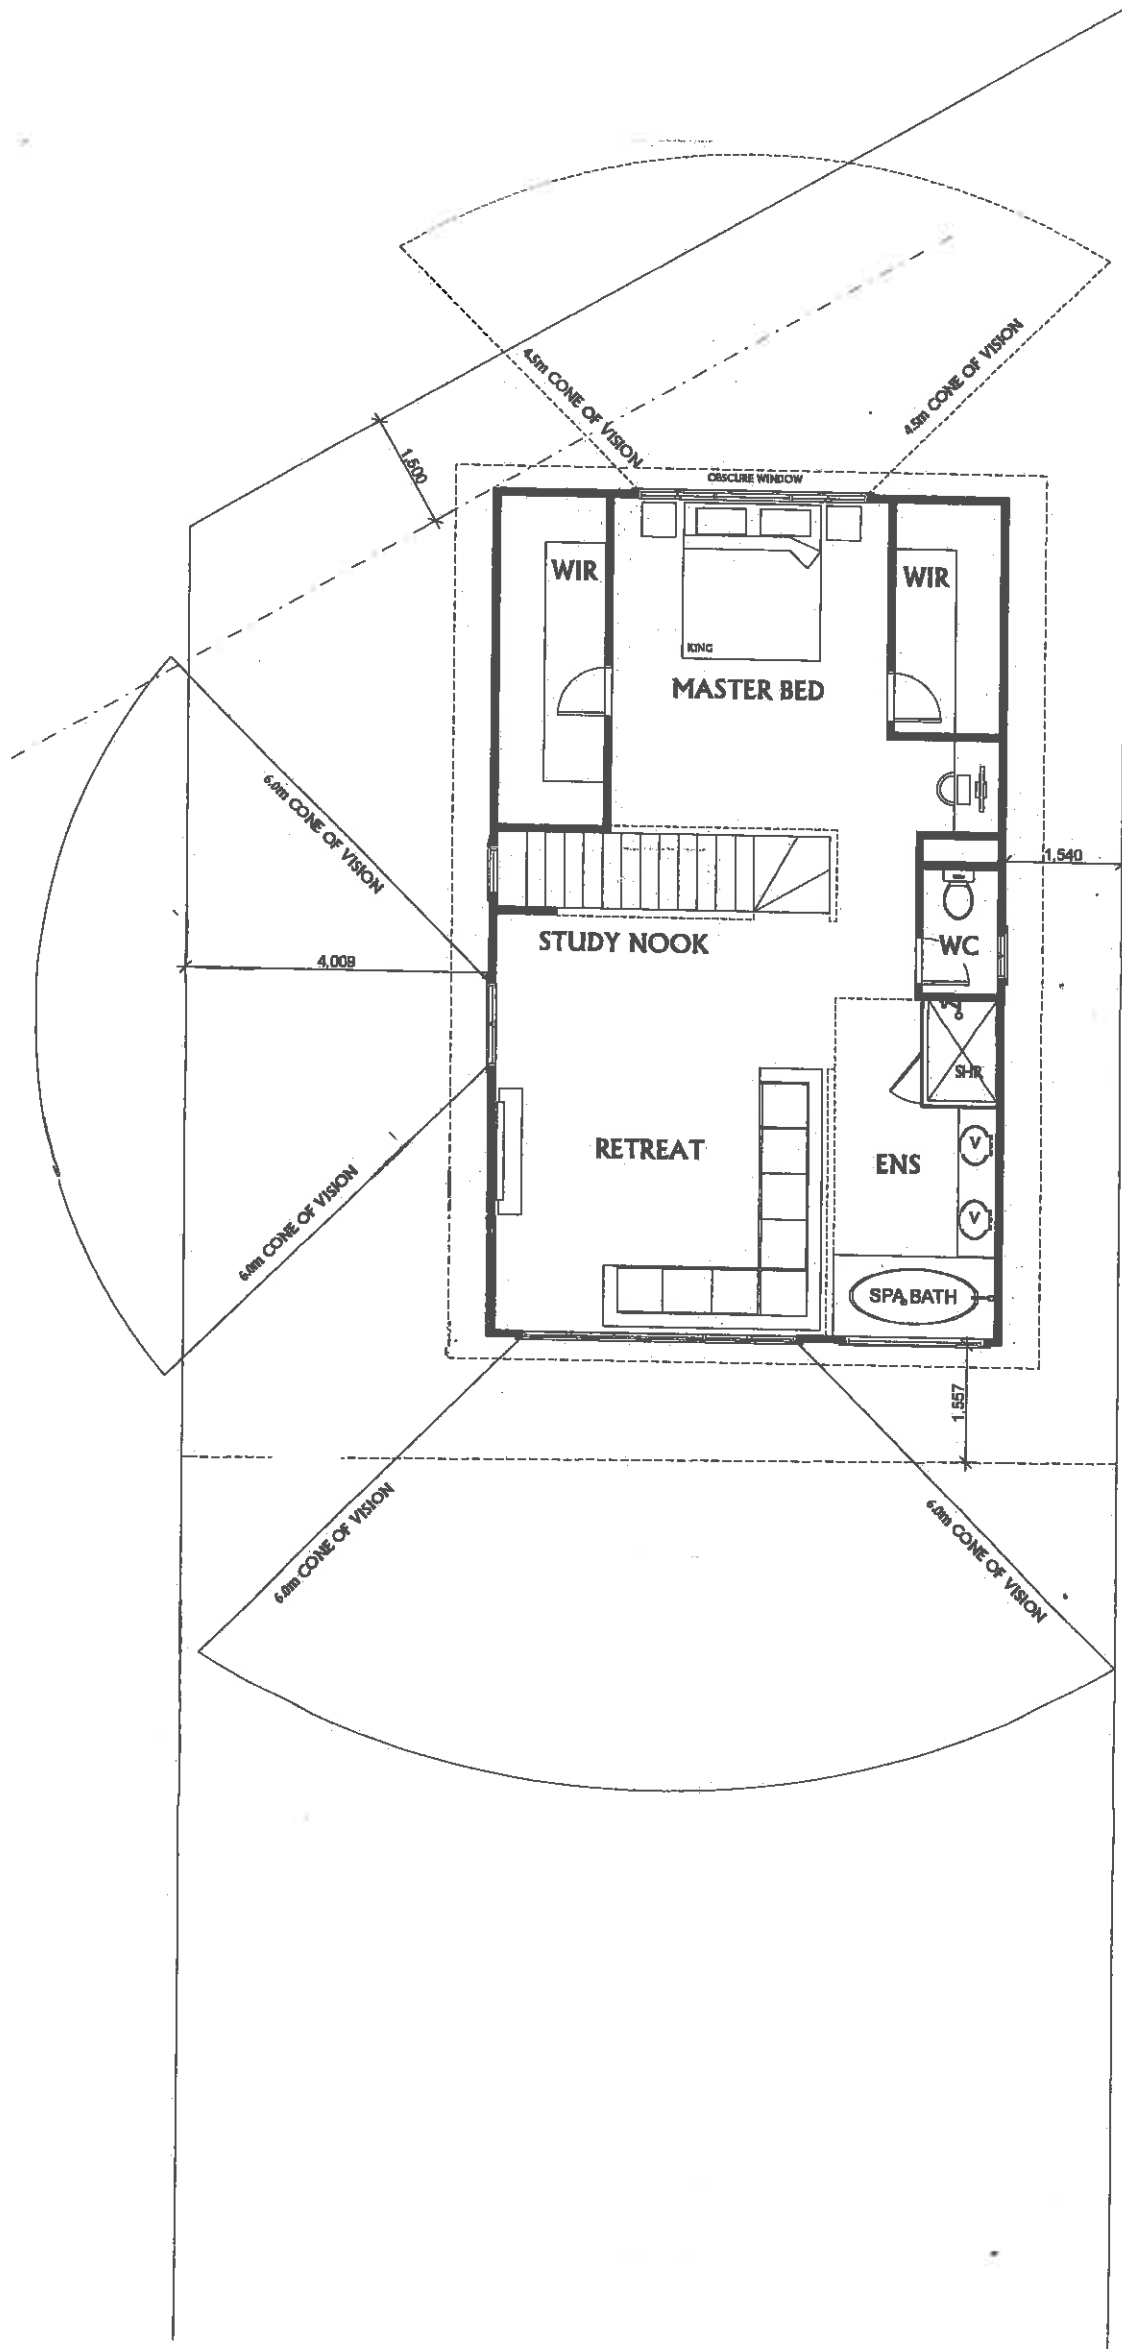 4.5m CONE OF VISION
4.5m CONE OF VISION
1,500
OBSCURE WINDOW
WIR
WIR
KING
MASTER BED
6.0m CONE OF VISION
1,540
STUDY NOOK
WC
4,009
SHR
6.0m CONE OF VISION
RETREAT
ENS
V
V
SPA BATH
1,557
6.0m CONE OF VISION
6.0m CONE OF VISION